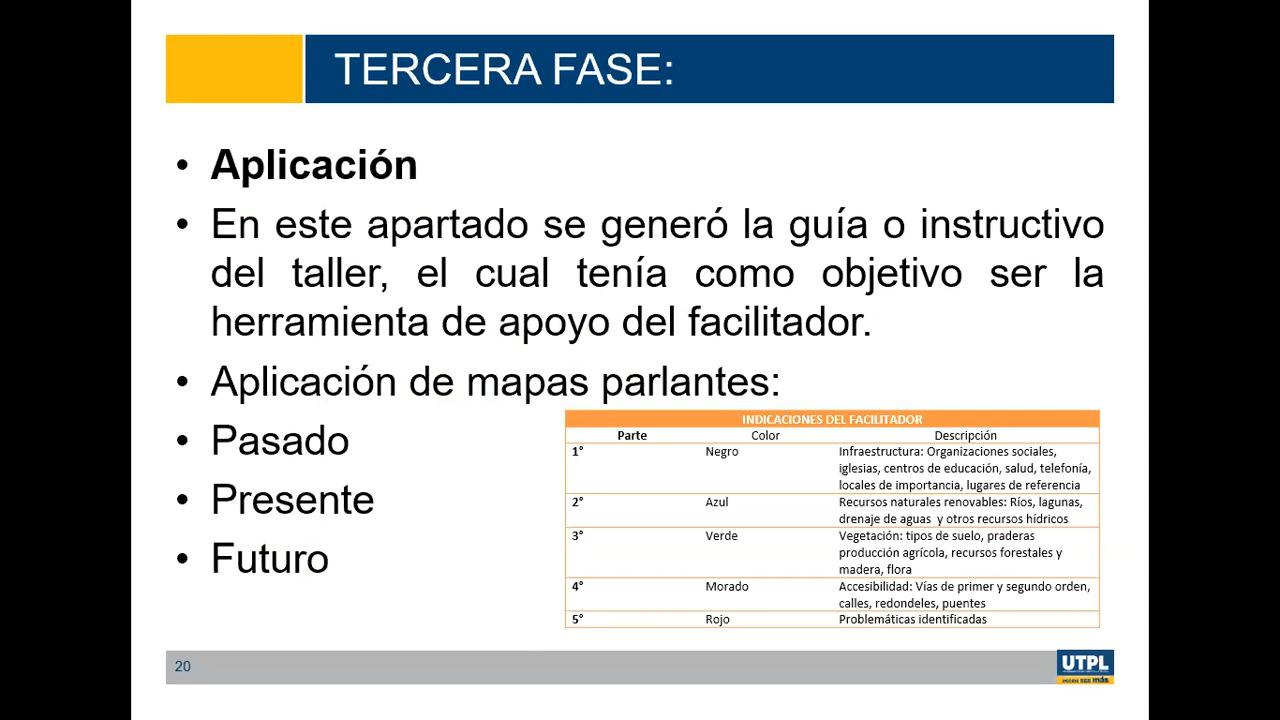 TERCERA FASE:
• Aplicación
• En este apartado se generó la guía o instructivo
del taller, el cual tenía como objetivo ser la
herramienta de apoyo del facilitador.
• Aplicación de mapas parlantes:
• Pasado
• Presente
• Futuro
INDICACIONES DEL FACILITADOR
Parte Color Descripción
1° Negro Infraestructura: Organizaciones sociales,
iglesias, centros de educación, salud, telefonía,
locales de importancia, lugares de referencia
2° Azul Recursos naturales renovables: Ríos, lagunas,
drenaje de aguas y otros recursos hídricos
3° Verde Vegetación: tipos de suelo, praderas
producción agrícola, recursos forestales y
madera, flora
4° Morado Accesibilidad: Vías de primer y segundo orden,
calles, redondeles, puentes
5° Rojo Problemáticas identificadas
20
UTPL
más